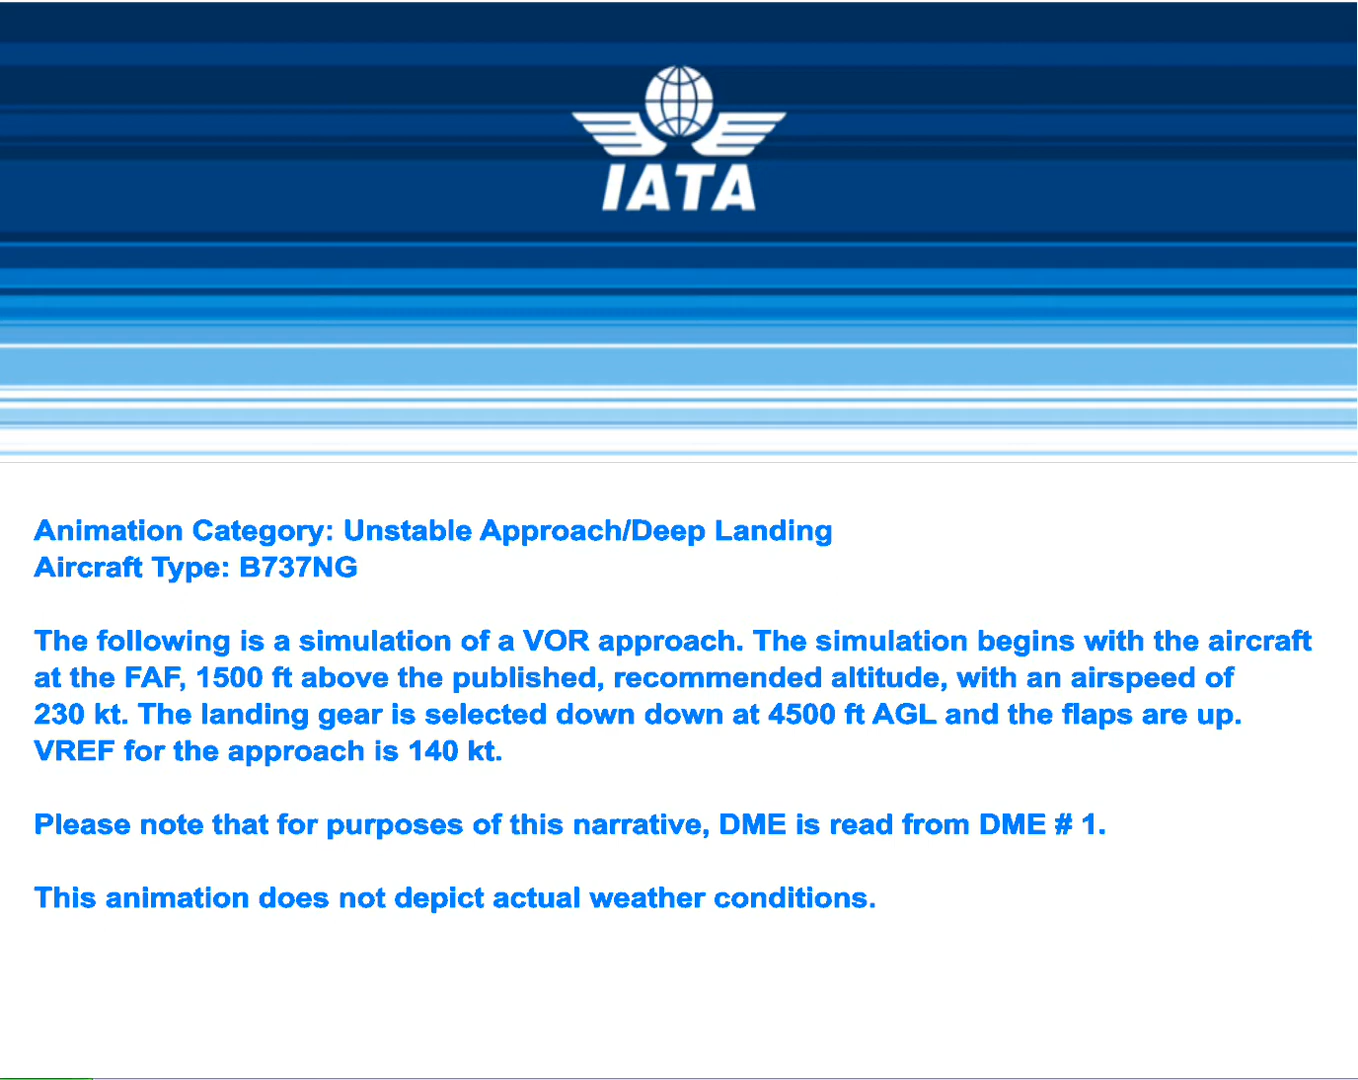 IATA
Animation Category: Unstable Approach/Deep Landing
Aircraft Type: B737NG
The following is a simulation of a VOR approach. The simulation begins with the aircraft
at the FAF, 1500 ft above the published, recommended altitude, with an airspeed of
230 kt. The landing gear is selected down down at 4500 ft AGL and the flaps are up.
VREF for the approach is 140 kt.
Please note that for purposes of this narrative, DME is read from DME # 1.
This animation does not depict actual weather conditions.